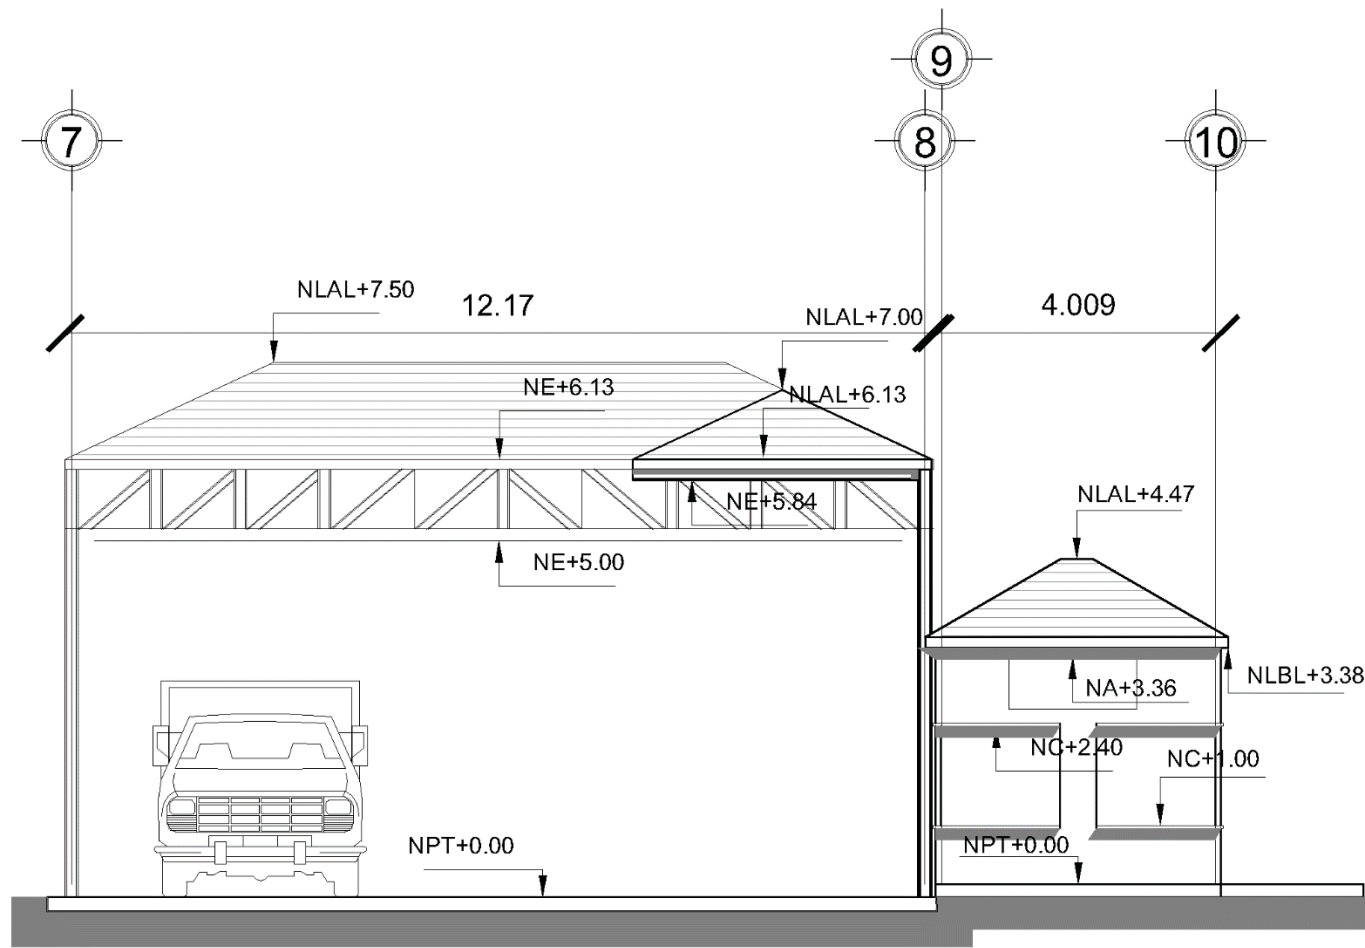 9
7
8
10
NLAL+7.50
12.17
4.009
NLAL+7.00
NE+6.13
NLAL+6.13
NE+5.84
NLAL+4.47
NE+5.00
NLBL+3.38
NA+3.36
NC+2.40
NC+1.00
NPT+0.00
NPT+0.00